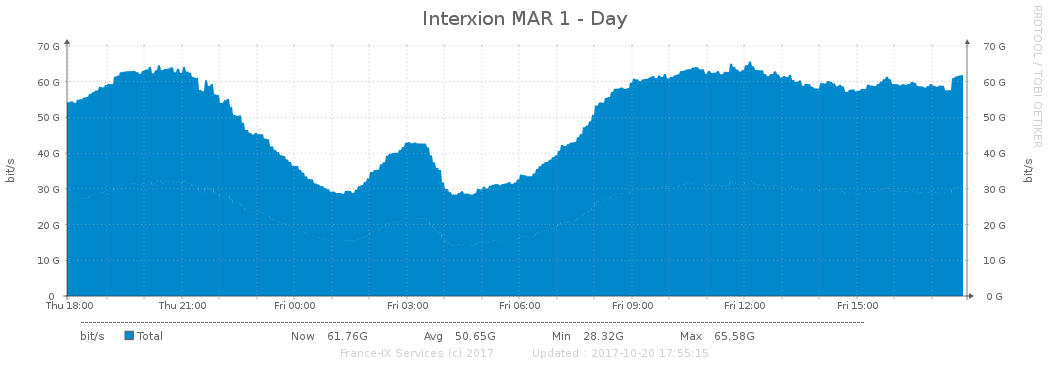 Interxion MAR 1 - Day
RRDTOOL / TOBI OETIKER
70 G 70 G
60 G 60 G
50 G 50 G
40 G 40 G
30 G 30 G
20 G 20 G
10 G 10 G
0 0 G
bit/s bit/s
Thu 18:00 Thu 21:00 Fri 00:00 Fri 03:00 Fri 06:00 Fri 09:00 Fri 12:00 Fri 15:00
bit/s Total Now 61.76G Avg 50.65G Min 28.32G Max 65.58G
France-IX Services (c) 2017 Updated : 2017-10-20 17:55:15